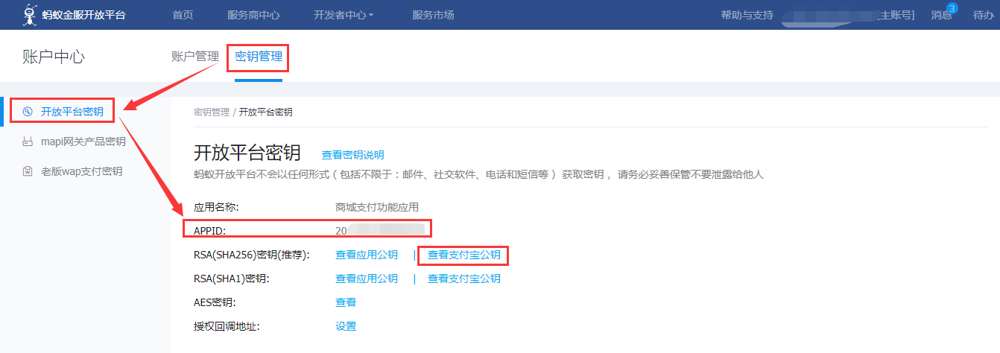 蚂蚁金服开放平台 首页 服务商中心 开发者中心 服务市场 帮助与支持 [主账号] 消息 3 待办
账户中心 账户管理 密钥管理
开放平台密钥
mapi网关产品密钥
老版wap支付密钥
密钥管理 / 开放平台密钥
开放平台密钥 查看密钥说明
蚂蚁开放平台不会以任何形式（包括不限于：邮件、社交软件、电话和短信等） 获取密钥， 请务必妥善保管不要泄露给他人
应用名称: 商城支付功能应用
APPID: 20
RSA(SHA256)密钥(推荐): 查看应用公钥 | 查看支付宝公钥
RSA(SHA1)密钥: 查看应用公钥 | 查看支付宝公钥
AES密钥: 查看
授权回调地址: 设置